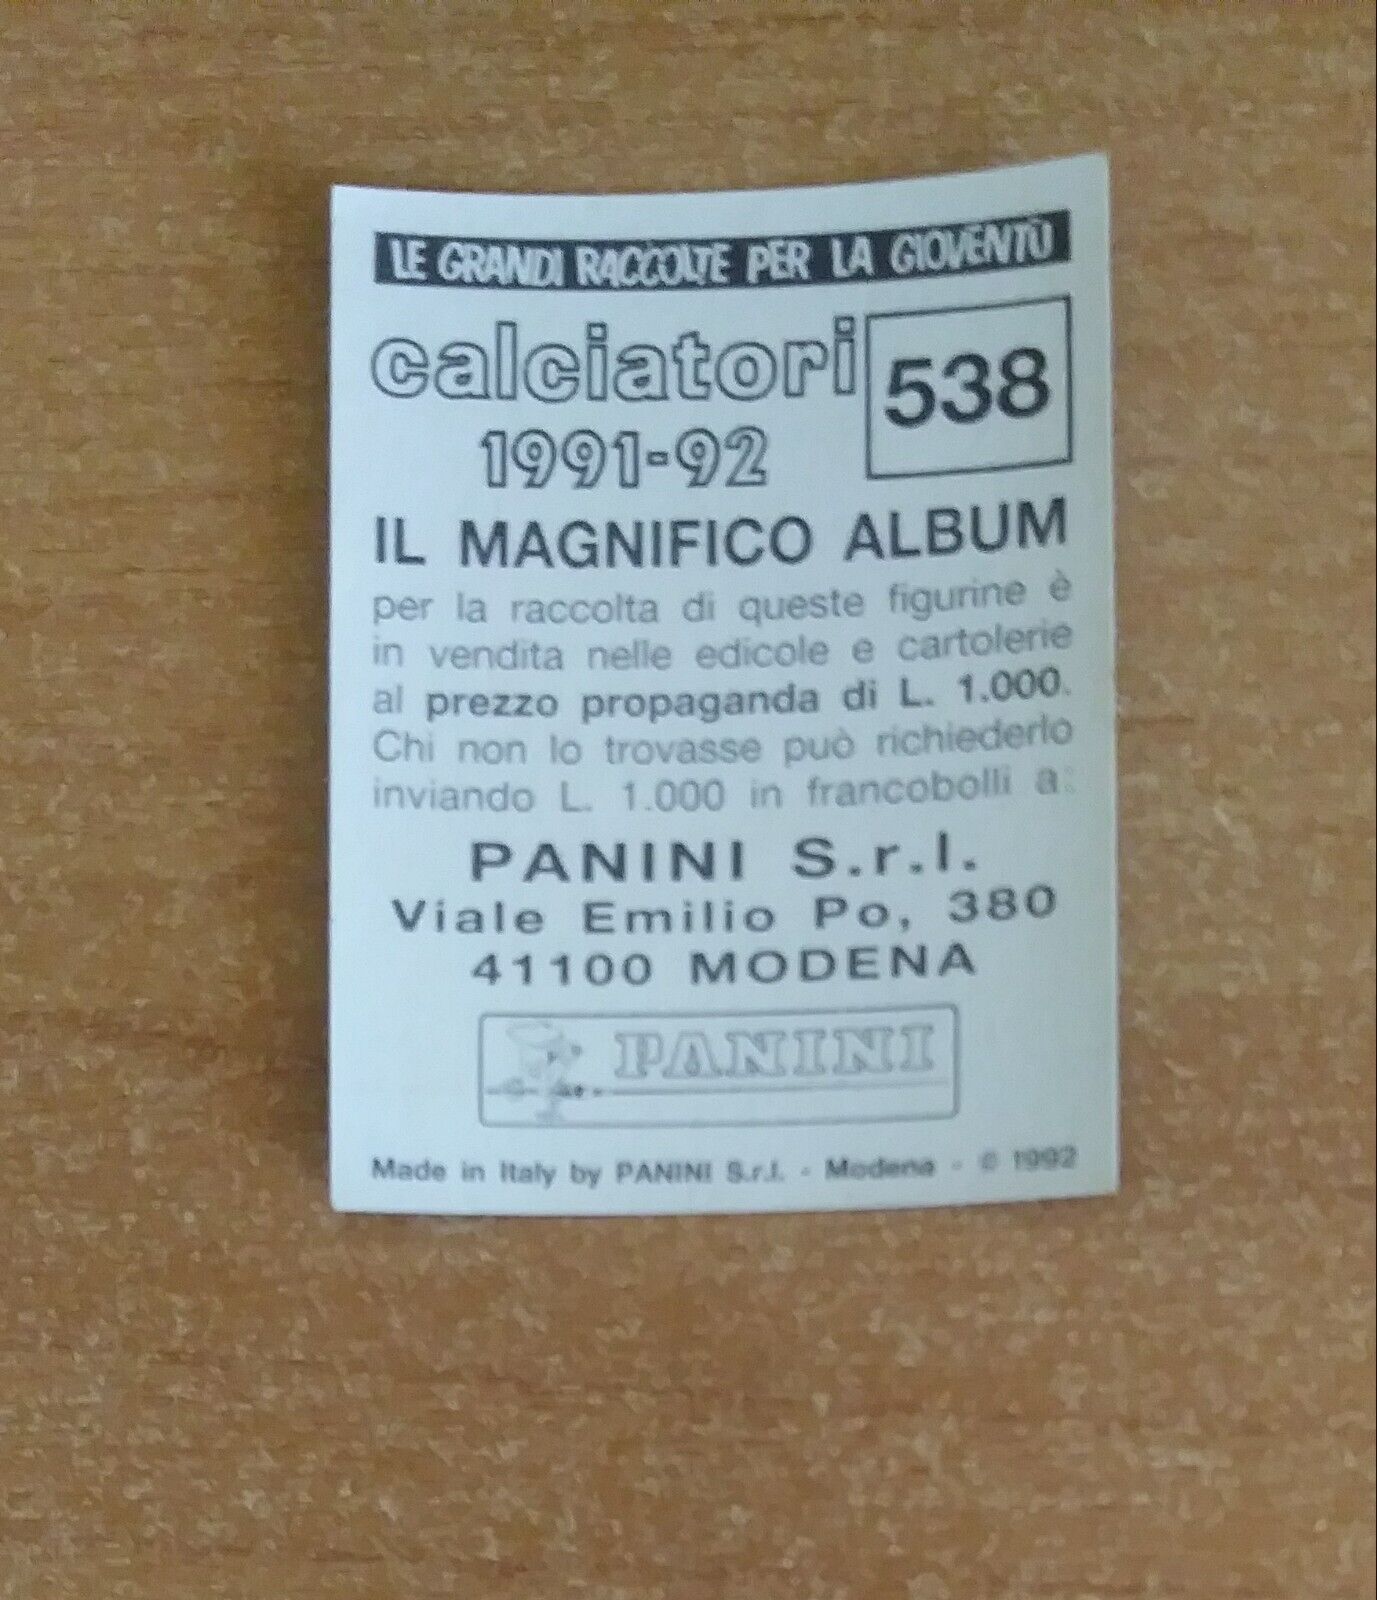 LE GRANDI RACCOLTE PER LA GIOVENTÙ
calciatori
538
1991-92
IL MAGNIFICO ALBUM
per la raccolta di queste figurine è
in vendita nelle edicole e cartolerie
al prezzo propaganda di L. 1.000.
Chi non lo trovasse può richiederlo
inviando L. 1.000 in francobolli a:
PANINI S.r.l.
Viale Emilio Po, 380
41100 MODENA
PANINI
Made in Italy by PANINI S.r.l. - Modena - © 1992